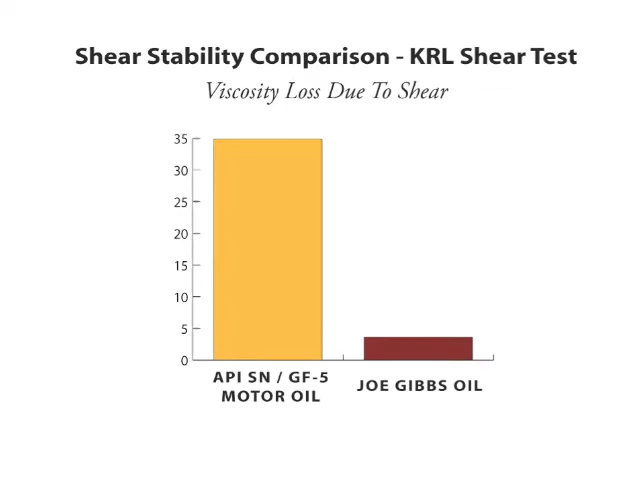 Shear Stability Comparison - KRL Shear Test
Viscosity Loss Due To Shear
35
30
25
20
15
10
5
0
API SN / GF-5
MOTOR OIL
JOE GIBBS OIL